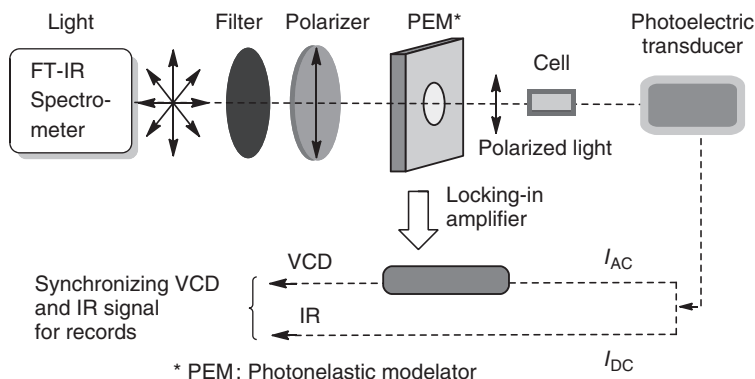 Light
Filter
Polarizer
PEM*
Photoelectric
transducer
FT-IR
Spectro-
meter
Cell
Polarized light
Locking-in
amplifier
VCD
I_AC
Synchronizing VCD
and IR signal
for records
IR
I_DC
* PEM: Photonelastic modelator